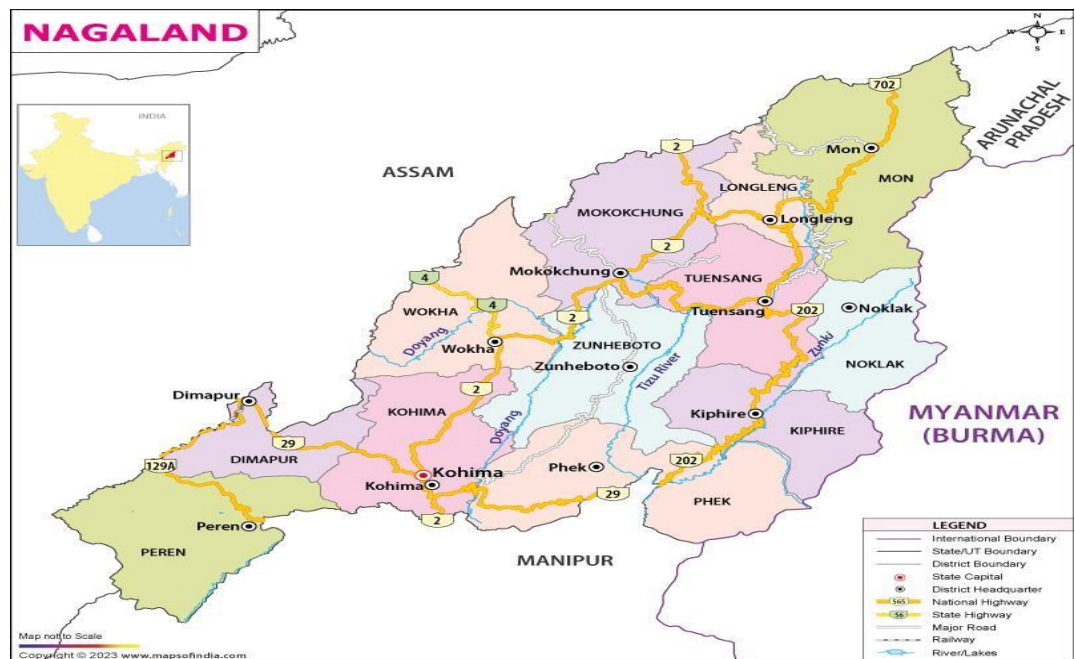 NAGALAND
N
W E
S
INDIA
702
ARUNACHAL
PRADESH
Mon
MON
2
ASSAM
LONGLENG
MOKOKCHUNG
Longleng
2
Mokokchung
TUENSANG
4
4
Tuensang
202
Noklak
WOKHA
2
Doyang
Wokha
ZUNHEBOTO
Zunheboto
Tizu River
Zunki
NOKLAK
Dimapur
2
KOHIMA
Doyang
Kiphire
KIPHIRE
MYANMAR
(BURMA)
29
DIMAPUR
129A
Kohima
Kohima
Phek
202
29
PHEK
2
Peren
PEREN
MANIPUR
LEGEND
International Boundary
State/UT Boundary
District Boundary
State Capital
District Headquarter
565 National Highway
56 State Highway
Major Road
Railway
River/Lakes
Map not to Scale
Copyright © 2023 www.mapsofindia.com